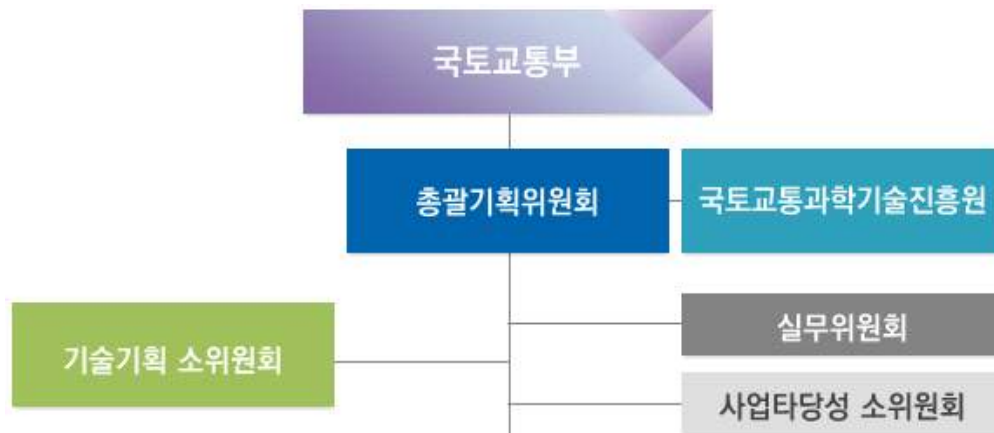 국토교통부
총괄기획위원회
국토교통과학기술진흥원
실무위원회
기술기획 소위원회
사업타당성 소위원회